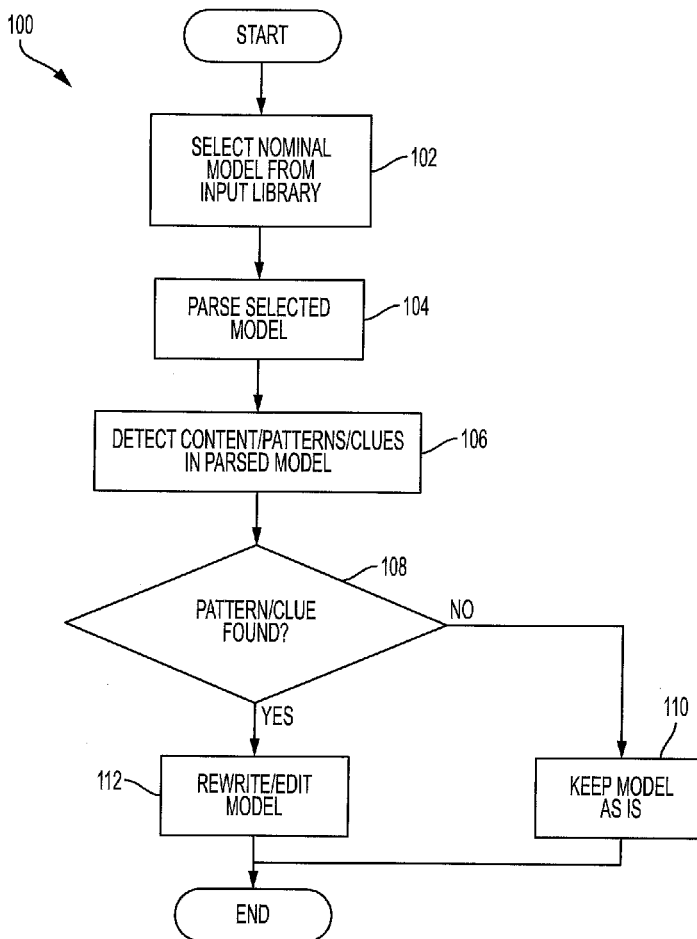 100
START
SELECT NOMINAL
MODEL FROM
INPUT LIBRARY
102
PARSE SELECTED
MODEL
104
DETECT CONTENT/PATTERNS/CLUES
IN PARSED MODEL
106
108
PATTERN/CLUE
FOUND?
NO
YES
110
112
REWRITE/EDIT
MODEL
KEEP MODEL
AS IS
END